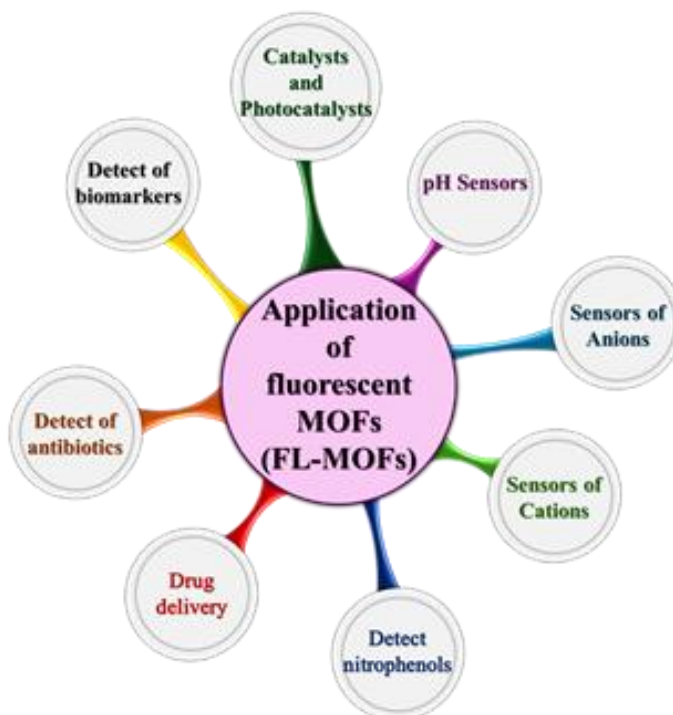 Catalysts
and
Photocatalysts
pH Sensors
Sensors of
Anions
Sensors of
Cations
Detect
nitrophenols
Drug
delivery
Detect of
antibiotics
Detect of
biomarkers
Application
of
fluorescent
MOFs
(FL-MOFs)